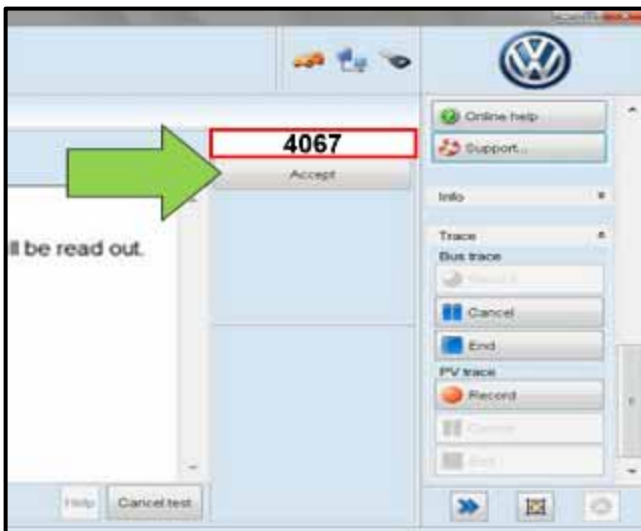 4067
Accept
ll be read out.
Cancel test
Online help
Support...
Info
Trace
Bus trace
Cancel
End
PV trace
Record